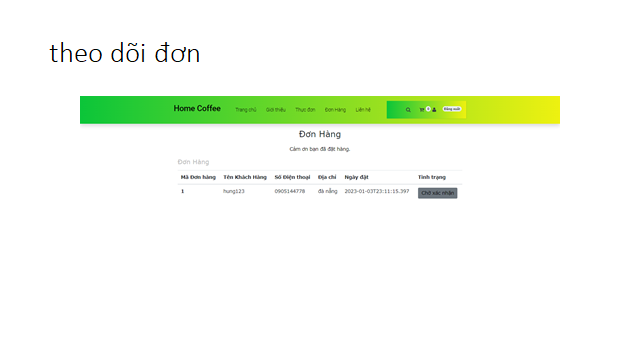 theo dõi đơn
Home Coffee Trang chủ Giới thiệu Thực đơn Đơn Hàng Liên hệ Đăng xuất
Đơn Hàng
Cảm ơn bạn đã đặt hàng.
Đơn Hàng
Mã Đơn hàng Tên Khách Hàng Số Điện thoại Địa chỉ Ngày đặt Tình trạng
1 hung123 0905144778 đà nẵng 2023-01-03T23:11:15.397 Chờ xác nhận